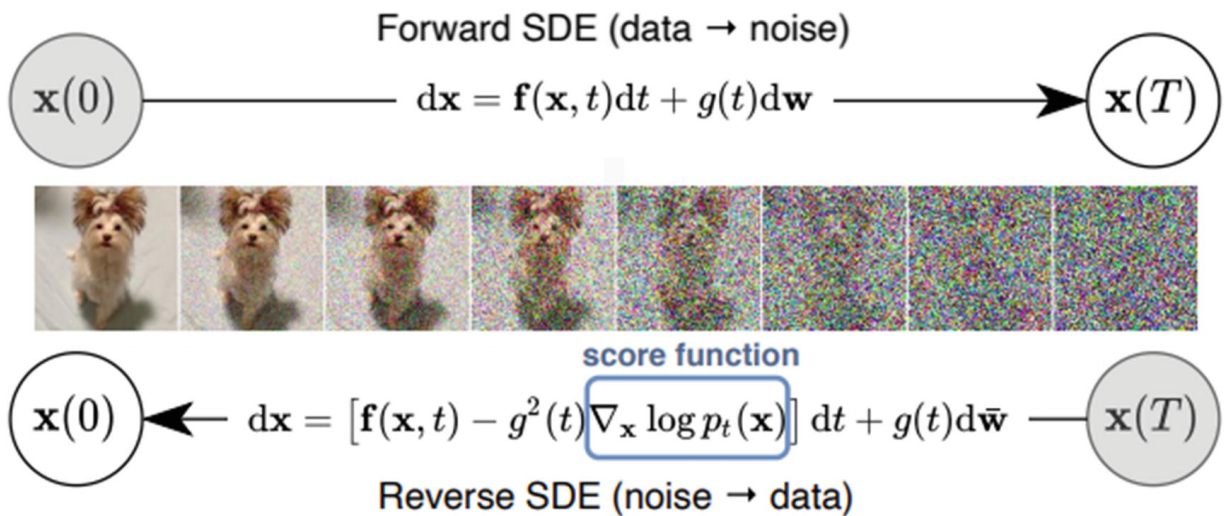 Forward SDE (data → noise)
x(0) dx = f(x, t)dt + g(t)dw x(T)
score function
x(0) dx = [f(x, t) − g²(t)∇ₓ log pₜ(x)] dt + g(t)dw̄ x(T)
Reverse SDE (noise → data)